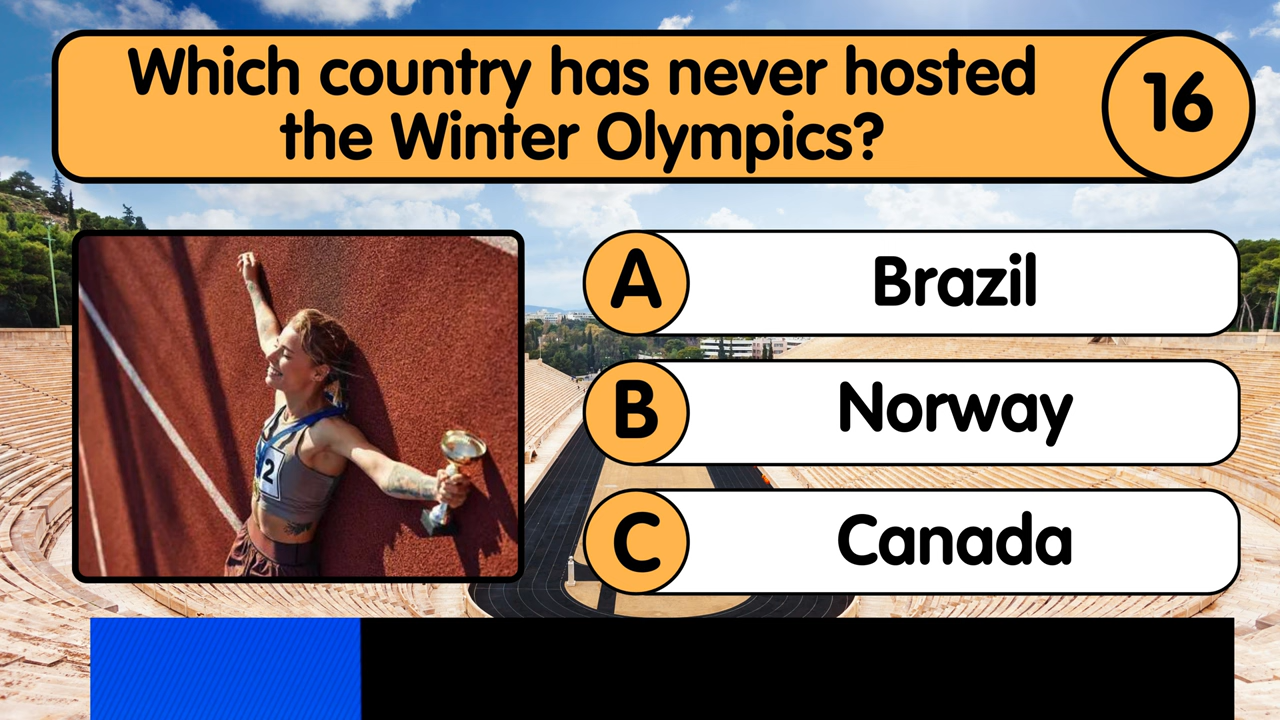 Which country has never hosted
the Winter Olympics?
16
A
Brazil
B
Norway
C
Canada
2